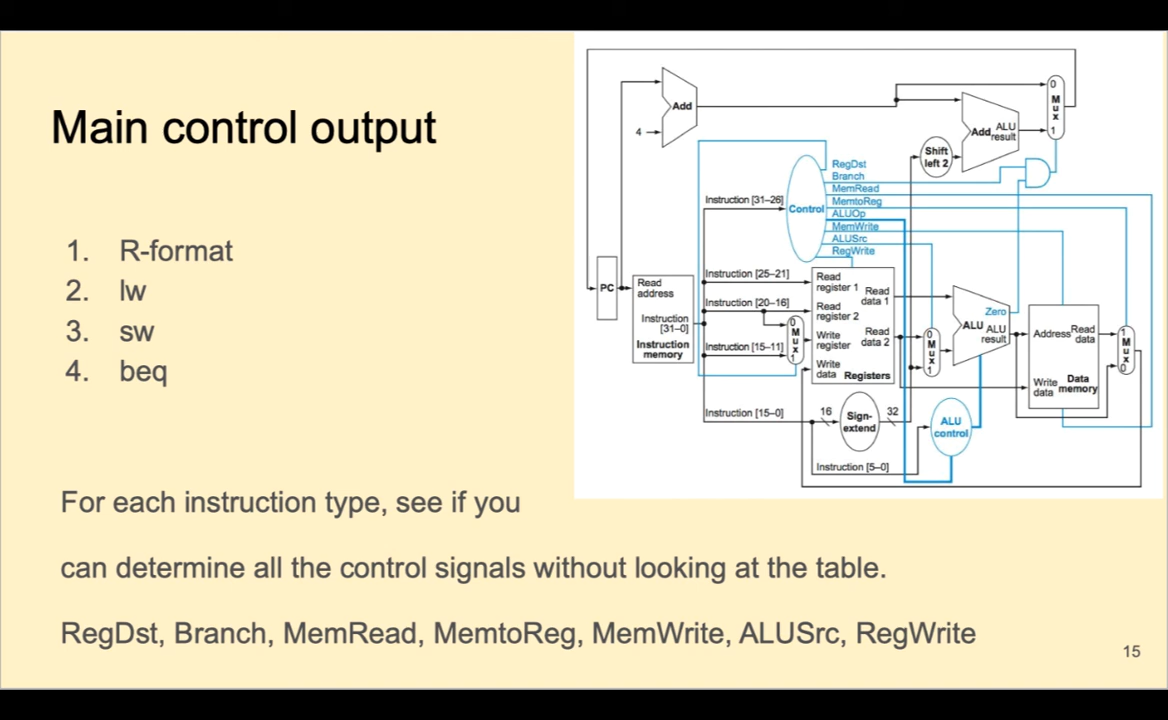 Main control output
1. R-format
2. lw
3. sw
4. beq
For each instruction type, see if you
can determine all the control signals without looking at the table.
RegDst, Branch, MemRead, MemtoReg, MemWrite, ALUSrc, RegWrite
15
Add
4
Add
ALU
result
0
M
u
x
1
Shift
left 2
RegDst
Branch
MemRead
MemtoReg
ALUOp
MemWrite
ALUSrc
RegWrite
Control
Instruction [31–26]
Instruction [25–21]
Instruction [20–16]
Instruction [15–11]
Instruction [15–0]
Instruction [5–0]
PC
Read
address
Instruction
[31–0]
Instruction
memory
0
M
u
x
1
Read
register 1
Read
register 2
Write
register
Write
data
Read
data 1
Read
data 2
Registers
16
Sign-
extend
32
0
M
u
x
1
Zero
ALU
ALU
result
ALU
control
Address
Read
data
Write
data
Data
memory
1
M
u
x
0